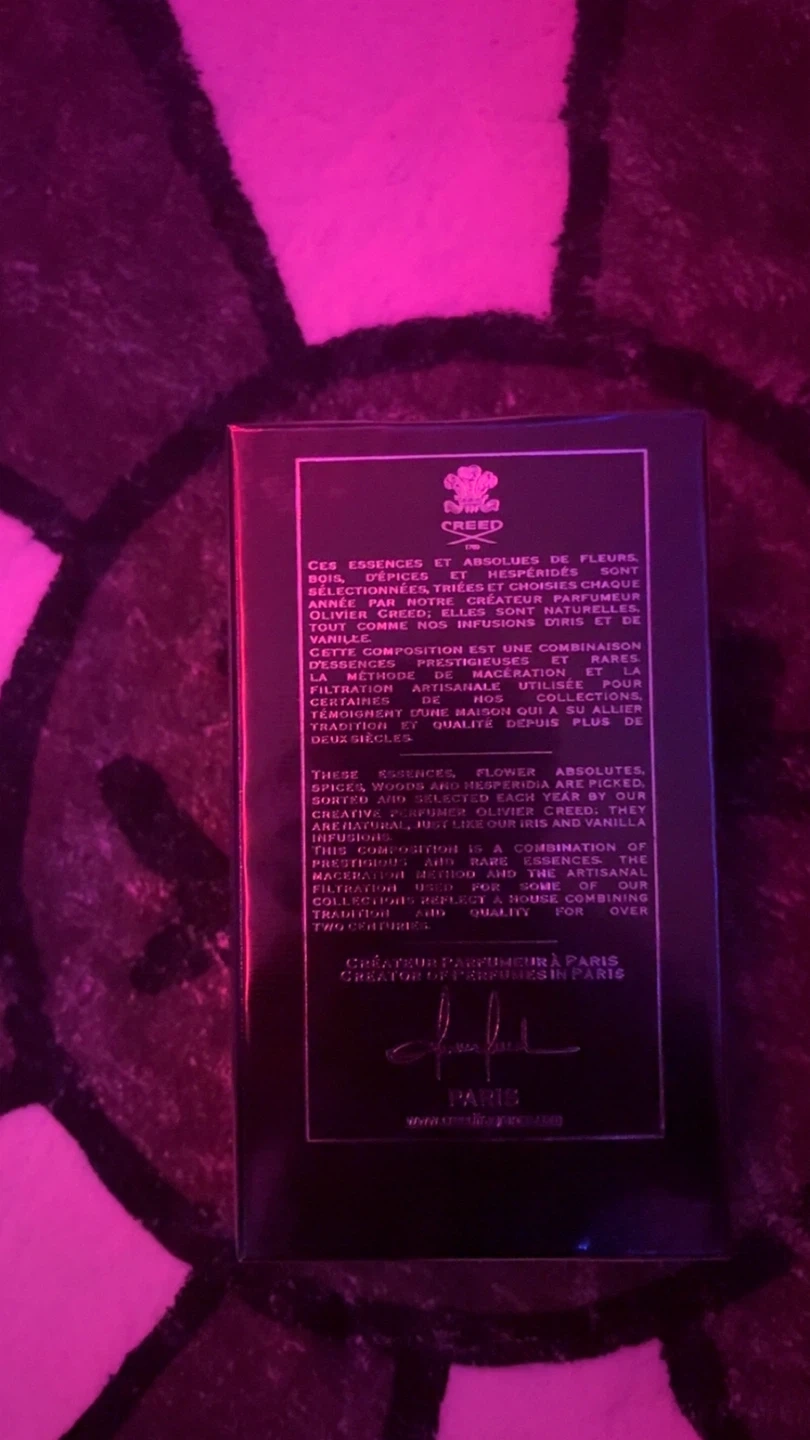 CREED
1760
CES ESSENCES ET ABSOLUES DE FLEURS,
BOIS, D'ÉPICES ET HESPÉRIDÉS SONT
SÉLECTIONNÉES, TRIÉES ET CHOISIES CHAQUE
ANNÉE PAR NOTRE CRÉATEUR PARFUMEUR
OLIVIER CREED; ELLES SONT NATURELLES,
TOUT COMME NOS INFUSIONS D'IRIS ET DE
VANILLE.
CETTE COMPOSITION EST UNE COMBINAISON
D'ESSENCES PRESTIGIEUSES ET RARES.
LA MÉTHODE DE MACÉRATION ET LA
FILTRATION ARTISANALE UTILISÉE POUR
CERTAINES DE NOS COLLECTIONS,
TÉMOIGNENT D'UNE MAISON QUI A SU ALLIER
TRADITION ET QUALITÉ DEPUIS PLUS DE
DEUX SIÈCLES.
THESE ESSENCES, FLOWER ABSOLUTES,
SPICES, WOODS AND HESPERIDIA ARE PICKED,
SORTED AND SELECTED EACH YEAR BY OUR
CREATIVE PERFUMER OLIVIER CREED; THEY
ARE NATURAL, JUST LIKE OUR IRIS AND VANILLA
INFUSIONS.
THIS COMPOSITION IS A COMBINATION OF
PRESTIGIOUS AND RARE ESSENCES. THE
MACERATION METHOD AND THE ARTISANAL
FILTRATION USED FOR SOME OF OUR
COLLECTIONS REFLECT A HOUSE COMBINING
TRADITION AND QUALITY FOR OVER
TWO CENTURIES.
CRÉATEUR PARFUMEUR À PARIS
CREATOR OF PERFUMES IN PARIS
PARIS